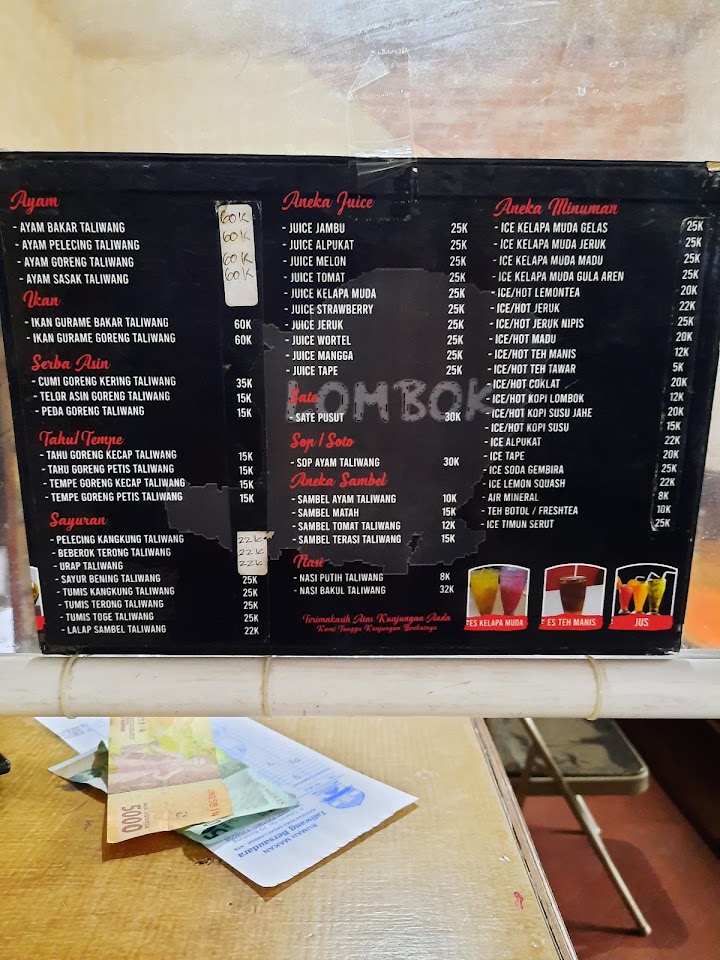 Ayam
- AYAM BAKAR TALIWANG 60K
- AYAM PELECING TALIWANG 60K
- AYAM GORENG TALIWANG 60K
- AYAM SASAK TALIWANG 60K
Ikan
- IKAN GURAME BAKAR TALIWANG 60K
- IKAN GURAME GORENG TALIWANG 60K
Serba Asin
- CUMI GORENG KERING TALIWANG 35K
- TELOR ASIN GORENG TALIWANG 15K
- PEDA GORENG TALIWANG 15K
Tahu/Tempe
- TAHU GORENG KECAP TALIWANG 15K
- TAHU GORENG PETIS TALIWANG 15K
- TEMPE GORENG KECAP TALIWANG 15K
- TEMPE GORENG PETIS TALIWANG 15K
Sayuran
- PELECING KANGKUNG TALIWANG 22K
- BEBEROK TERONG TALIWANG 22K
- URAP TALIWANG 22K
- SAYUR BENING TALIWANG 25K
- TUMIS KANGKUNG TALIWANG 25K
- TUMIS TERONG TALIWANG 25K
- TUMIS TOGE TALIWANG 25K
- LALAP SAMBEL TALIWANG 22K
Aneka Juice
- JUICE JAMBU 25K
- JUICE ALPUKAT 25K
- JUICE MELON 25K
- JUICE TOMAT 25K
- JUICE KELAPA MUDA 25K
- JUICE STRAWBERRY 25K
- JUICE JERUK 25K
- JUICE WORTEL 25K
- JUICE MANGGA 25K
- JUICE TAPE 25K
LOMBOK
Sate
- SATE PUSUT 30K
Sop / Soto
- SOP AYAM TALIWANG 30K
Aneka Sambel
- SAMBEL AYAM TALIWANG 10K
- SAMBEL MATAH 15K
- SAMBEL TOMAT TALIWANG 12K
- SAMBEL TERASI TALIWANG 15K
Nasi
- NASI PUTIH TALIWANG 8K
- NASI BAKUL TALIWANG 32K
Terimakasih Atas Kunjungan Anda
Kami Tunggu Kunjungan Berikutnya
Aneka Minuman
- ICE KELAPA MUDA GELAS 25K
- ICE KELAPA MUDA JERUK 25K
- ICE KELAPA MUDA MADU 25K
- ICE KELAPA MUDA GULA AREN 25K
- ICE/HOT LEMONTEA 20K
- ICE/HOT JERUK 22K
- ICE/HOT JERUK NIPIS 25K
- ICE/HOT MADU 20K
- ICE/HOT TEH MANIS 12K
- ICE/HOT TEH TAWAR 5K
- ICE/HOT COKLAT 20K
- ICE/HOT KOPI LOMBOK 12K
- ICE/HOT KOPI SUSU JAHE 20K
- ICE/HOT KOPI SUSU 15K
- ICE ALPUKAT 22K
- ICE TAPE 20K
- ICE SODA GEMBIRA 25K
- ICE LEMON SQUASH 22K
- AIR MINERAL 8K
- TEH BOTOL / FRESHTEA 10K
- ICE TIMUN SERUT 25K
ES KELAPA MUDA
ES TEH MANIS
JUS
5000
RUMAH MAKAN
Taliwang Bersaudara